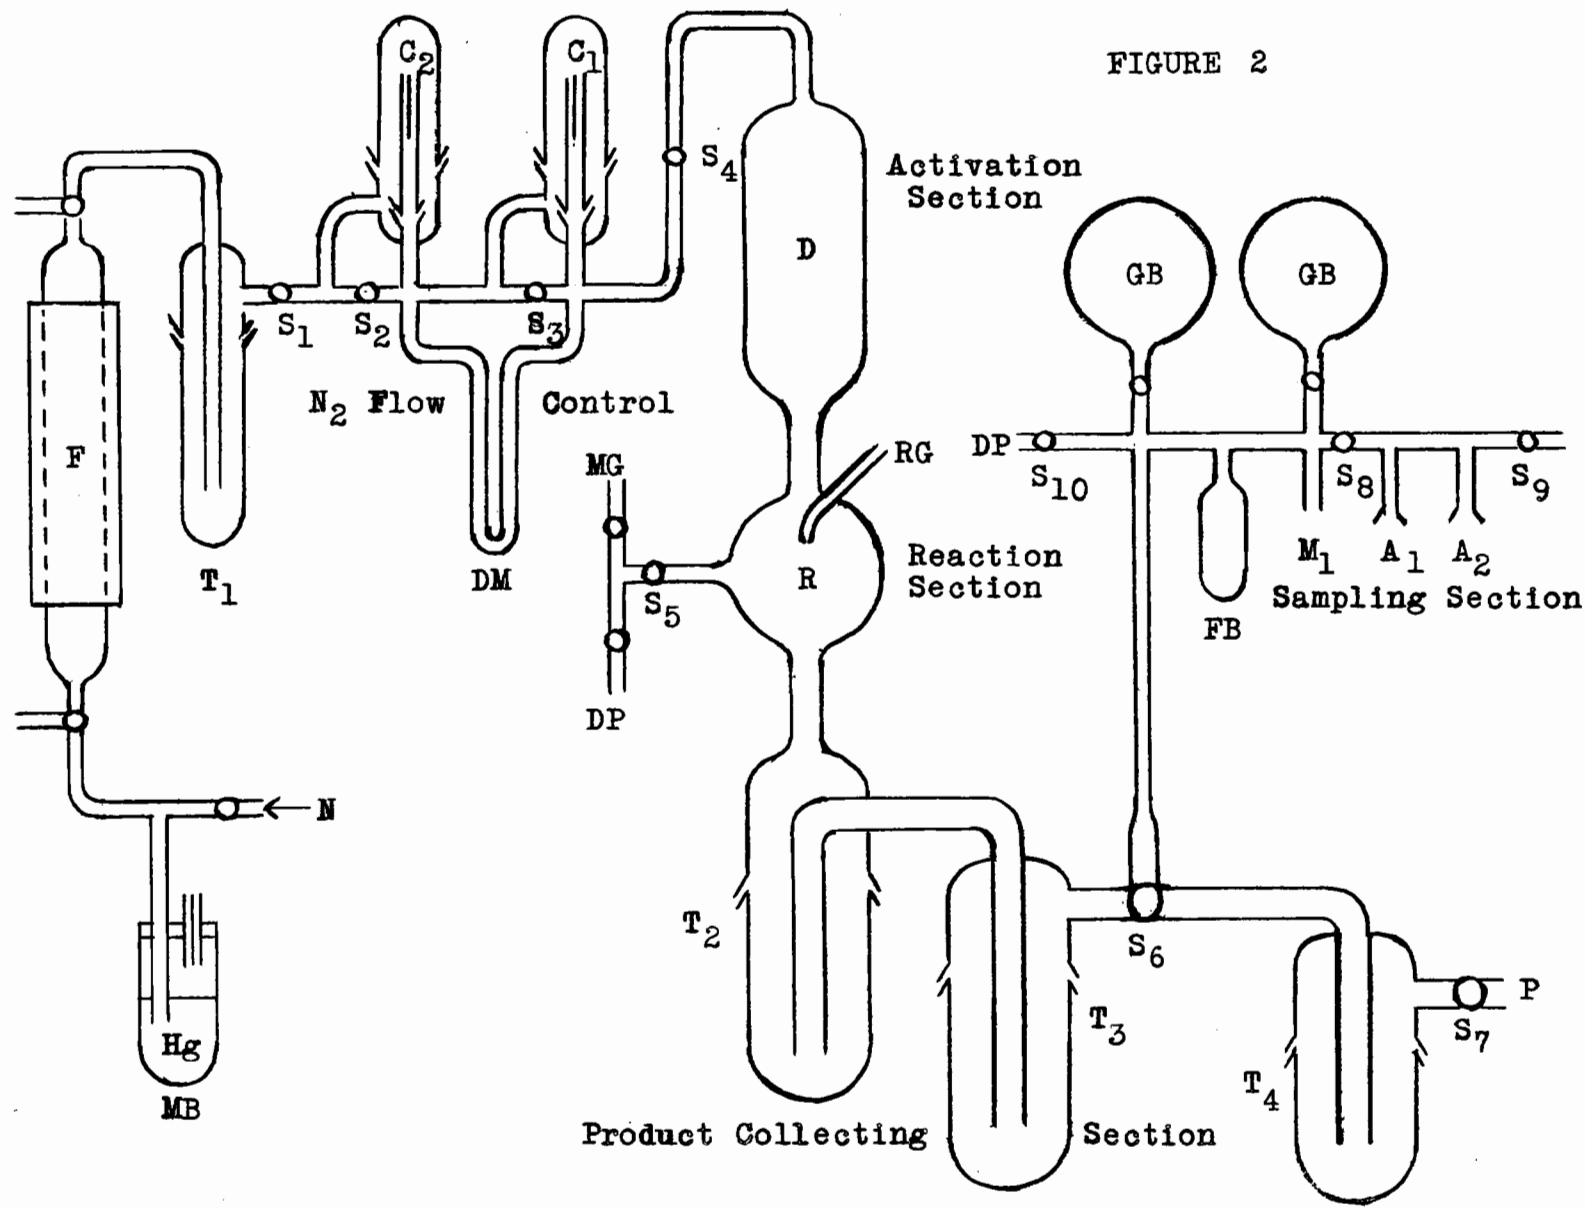 FIGURE 2
C2
C1
S4
Activation
Section
D
GB
GB
S1
S2
S3
N2 Flow Control
F
MG
RG
DP
S10
S8
S9
T1
DM
S5
R
Reaction
Section
M1
A1
A2
Sampling Section
FB
DP
N
T2
S6
P
S7
T3
Hg
T4
MB
Product Collecting Section